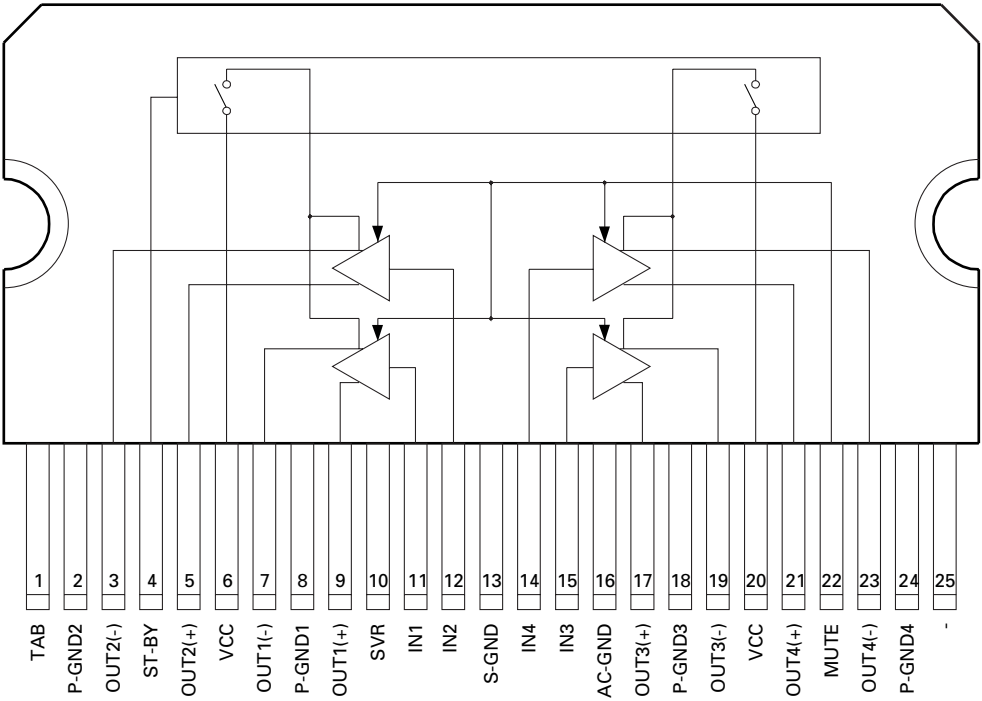 1 2 3 4 5 6 7 8 9 10 11 12 13 14 15 16 17 18 19 20 21 22 23 24 25
TAB
P-GND2
OUT2(-)
ST-BY
OUT2(+)
VCC
OUT1(-)
P-GND1
OUT1(+)
SVR
IN1
IN2
S-GND
IN4
IN3
AC-GND
OUT3(+)
P-GND3
OUT3(-)
VCC
OUT4(+)
MUTE
OUT4(-)
P-GND4
-